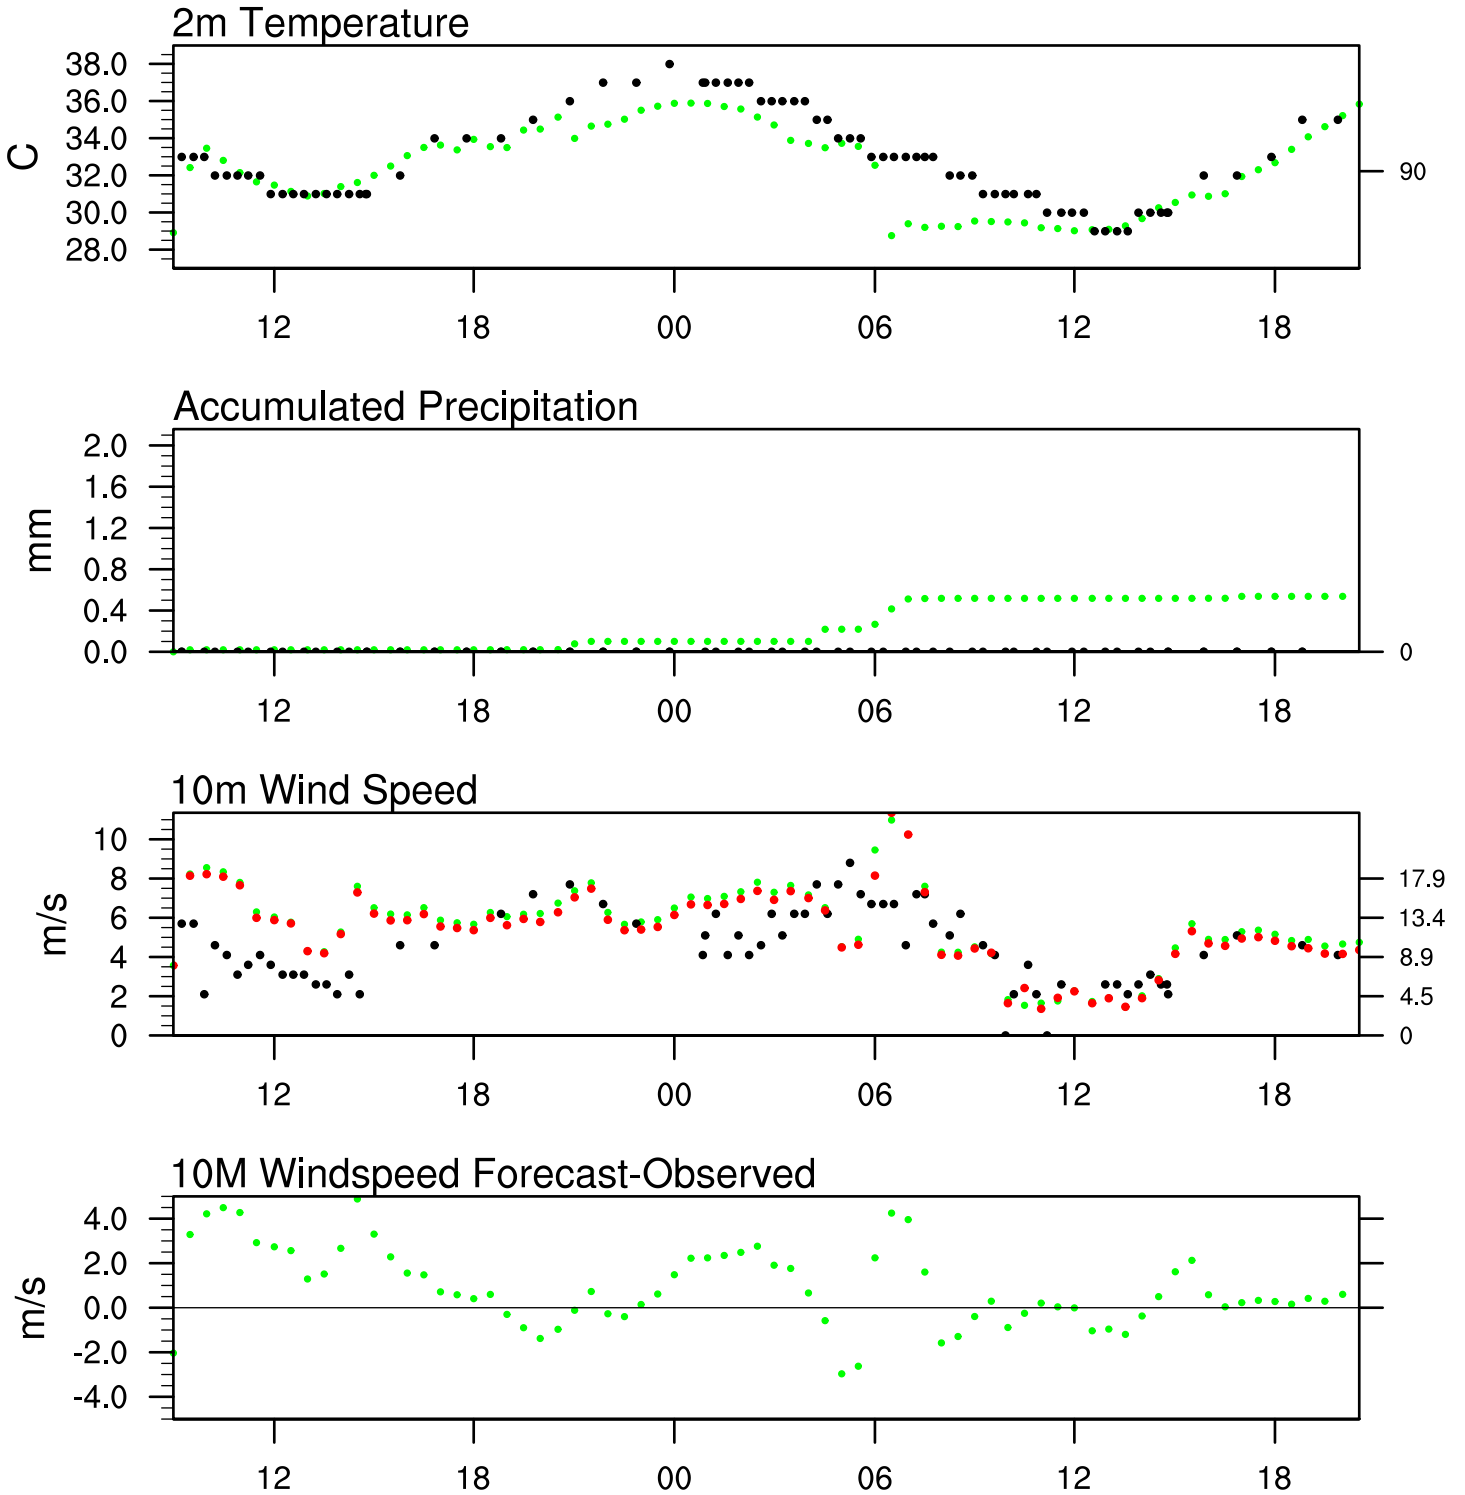 2m Temperature
38.0
36.0
34.0
32.0
30.0
28.0
C
90
12 18 00 06 12 18
Accumulated Precipitation
2.0
1.6
1.2
0.8
0.4
0.0
mm
0
12 18 00 06 12 18
10m Wind Speed
10
8
6
4
2
0
m/s
17.9
13.4
8.9
4.5
0
12 18 00 06 12 18
10M Windspeed Forecast-Observed
4.0
2.0
0.0
-2.0
-4.0
m/s
12 18 00 06 12 18